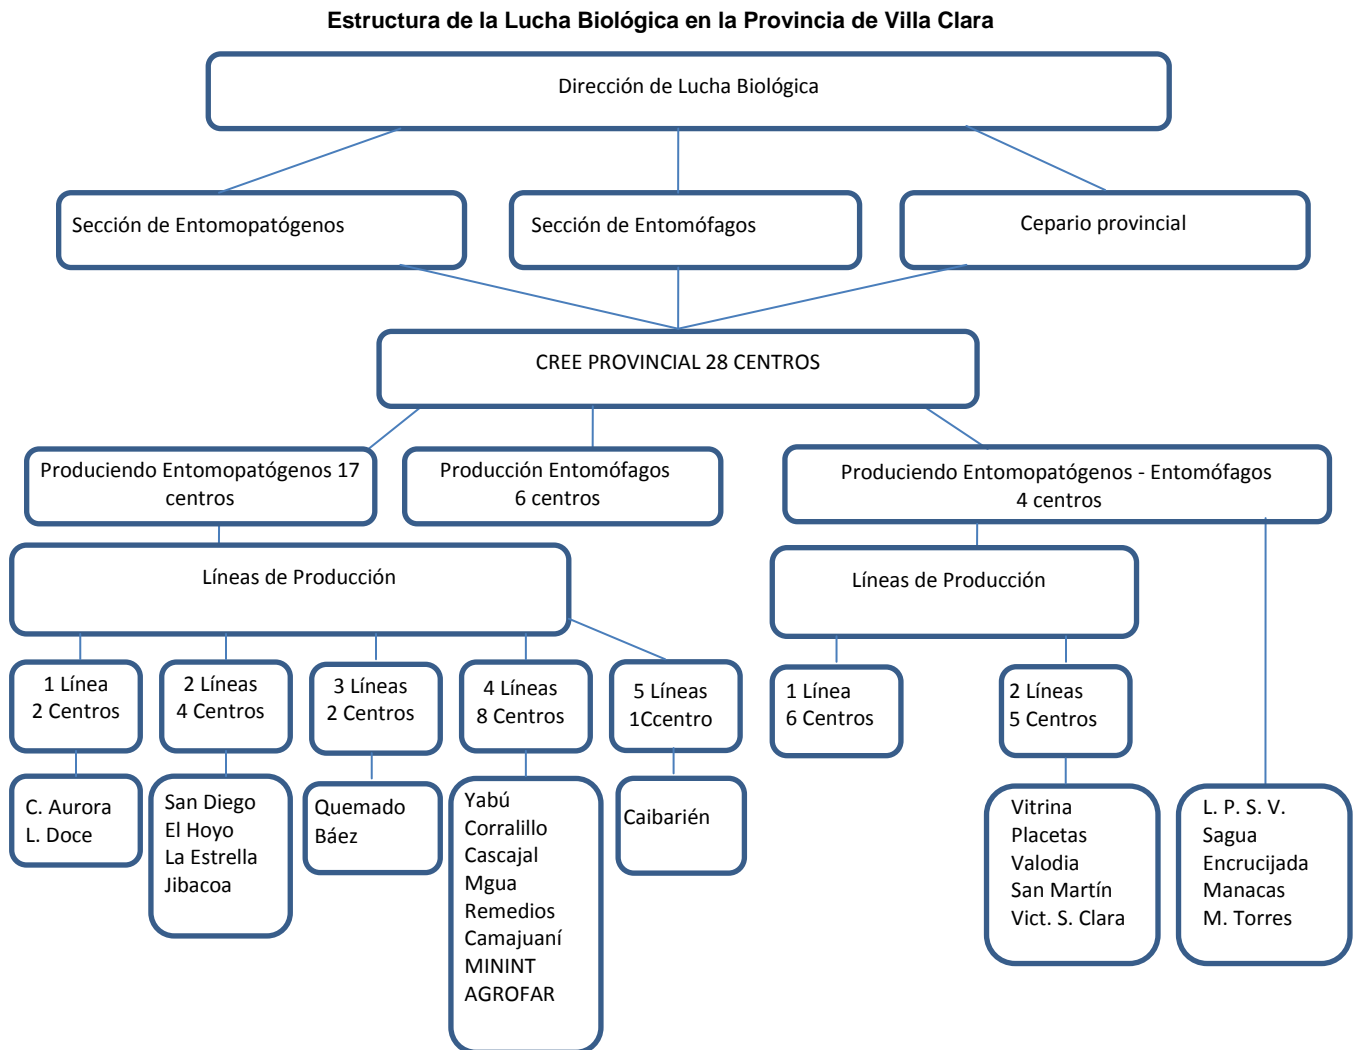 Estructura de la Lucha Biológica en la Provincia de Villa Clara
Dirección de Lucha Biológica
Sección de Entomopatógenos
Sección de Entomófagos
Cepario provincial
CREE PROVINCIAL 28 CENTROS
Produciendo Entomopatógenos 17
centros
Producción Entomófagos
6 centros
Produciendo Entomopatógenos - Entomófagos
4 centros
Líneas de Producción
Líneas de Producción
1 Línea
2 Centros
2 Líneas
4 Centros
3 Líneas
2 Centros
4 Líneas
8 Centros
5 Líneas
1Ccentro
1 Línea
6 Centros
2 Líneas
5 Centros
C. Aurora
L. Doce
San Diego
El Hoyo
La Estrella
Jibacoa
Quemado
Báez
Yabú
Corralillo
Cascajal
Mgua
Remedios
Camajuaní
MININT
AGROFAR
Caibarién
Vitrina
Placetas
Valodia
San Martín
Vict. S. Clara
L. P. S. V.
Sagua
Encrucijada
Manacas
M. Torres